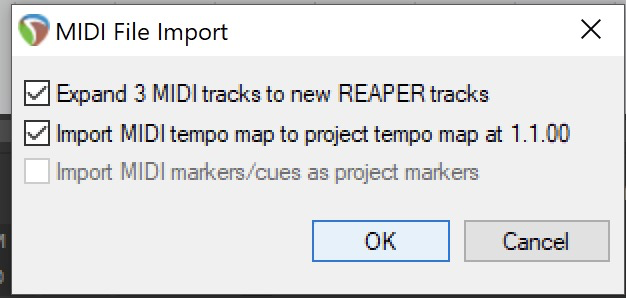 MIDI File Import
Expand 3 MIDI tracks to new REAPER tracks
Import MIDI tempo map to project tempo map at 1.1.00
Import MIDI markers/cues as project markers
OK
Cancel